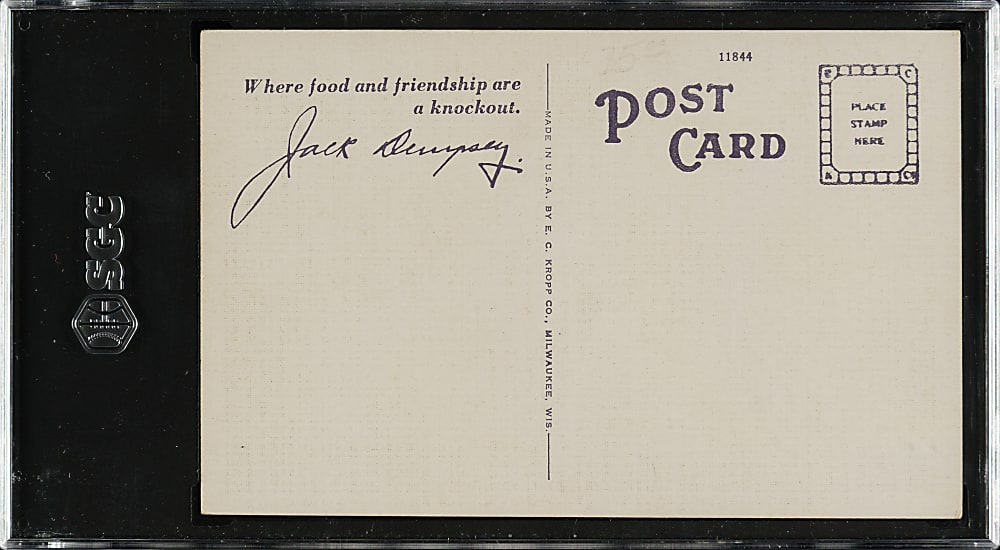 Where food and friendship are
a knockout.
Jack Dempsey.
MADE IN U.S.A. BY E. C. KROPP CO., MILWAUKEE, WIS.
11844
POST
CARD
PLACE
STAMP
HERE
E C
K Co
SGC